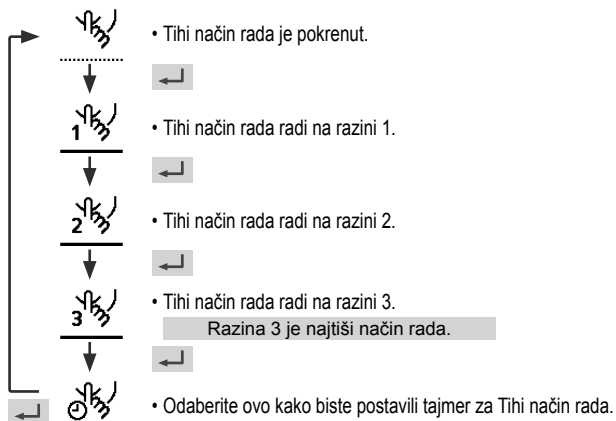 • Tihi način rada je pokrenut.
1
• Tihi način rada radi na razini 1.
2
• Tihi način rada radi na razini 2.
3
• Tihi način rada radi na razini 3.
Razina 3 je najtiši način rada.
• Odaberite ovo kako biste postavili tajmer za Tihi način rada.